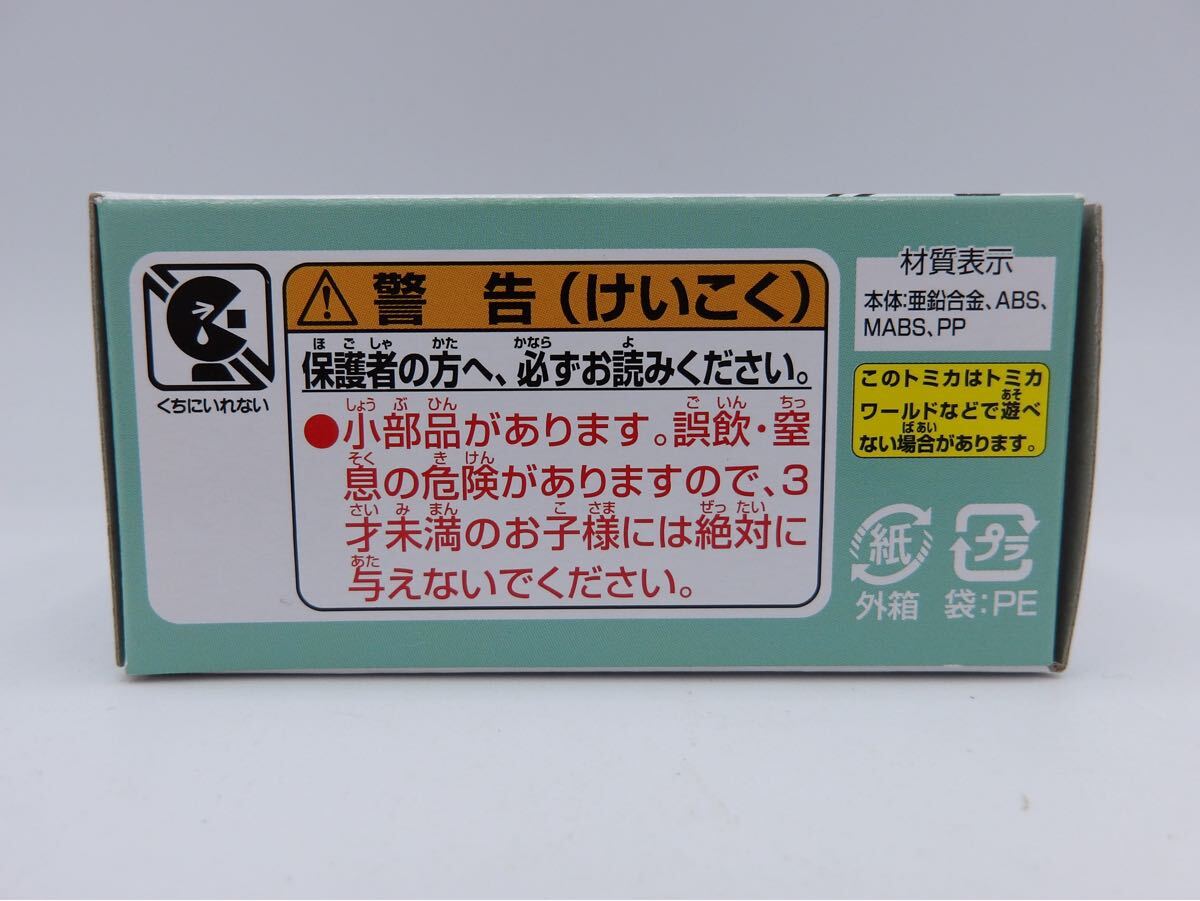 くちにいれない
警 告（けいこく）
ほごしゃ かた かなら よ
保護者の方へ、必ずお読みください。
しょう ぶ ひん ご いん ちっ
●小部品があります。誤飲・窒
そく き けん
息の危険がありますので、3
さい み まん こ さま ぜっ たい
才未満のお子様には絶対に
あた
与えないでください。
材質表示
本体：亜鉛合金、ABS、
MABS、PP
このトミカはトミカ
あそ
ワールドなどで遊べ
ばあい
ない場合があります。
紙
外箱
プラ
袋：PE